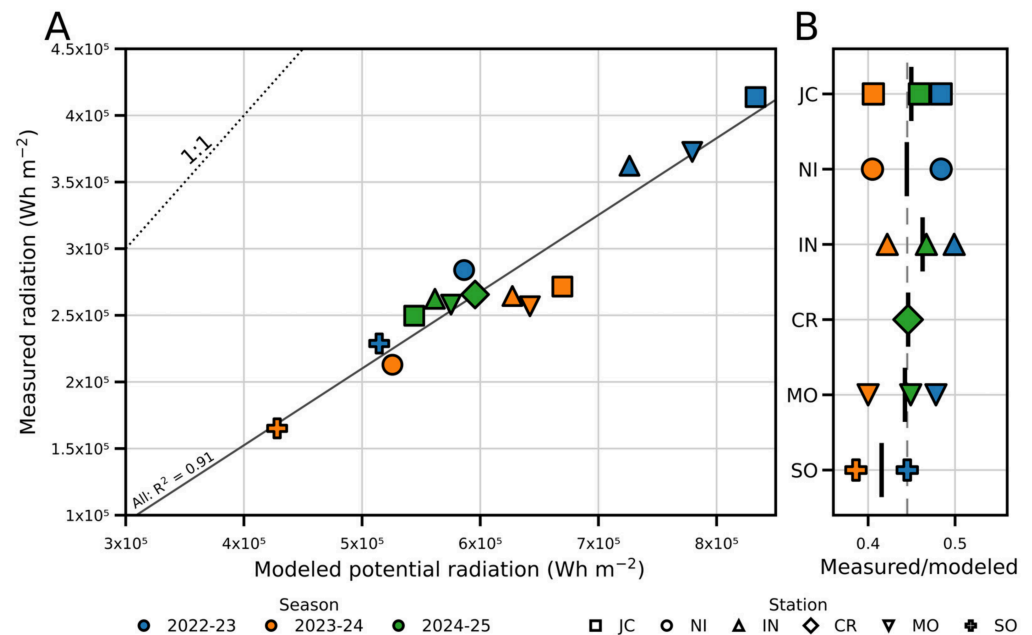 A
B
4.5x10⁵
4x10⁵
3.5x10⁵
3x10⁵
2.5x10⁵
2x10⁵
1.5x10⁵
1x10⁵
Measured radiation (Wh m⁻²)
1:1
All: R² = 0.91
3x10⁵ 4x10⁵ 5x10⁵ 6x10⁵ 7x10⁵ 8x10⁵
Modeled potential radiation (Wh m⁻²)
JC
NI
IN
CR
MO
SO
0.4 0.5
Measured/modeled
Season
2022-23 2023-24 2024-25
Station
JC NI IN CR MO SO